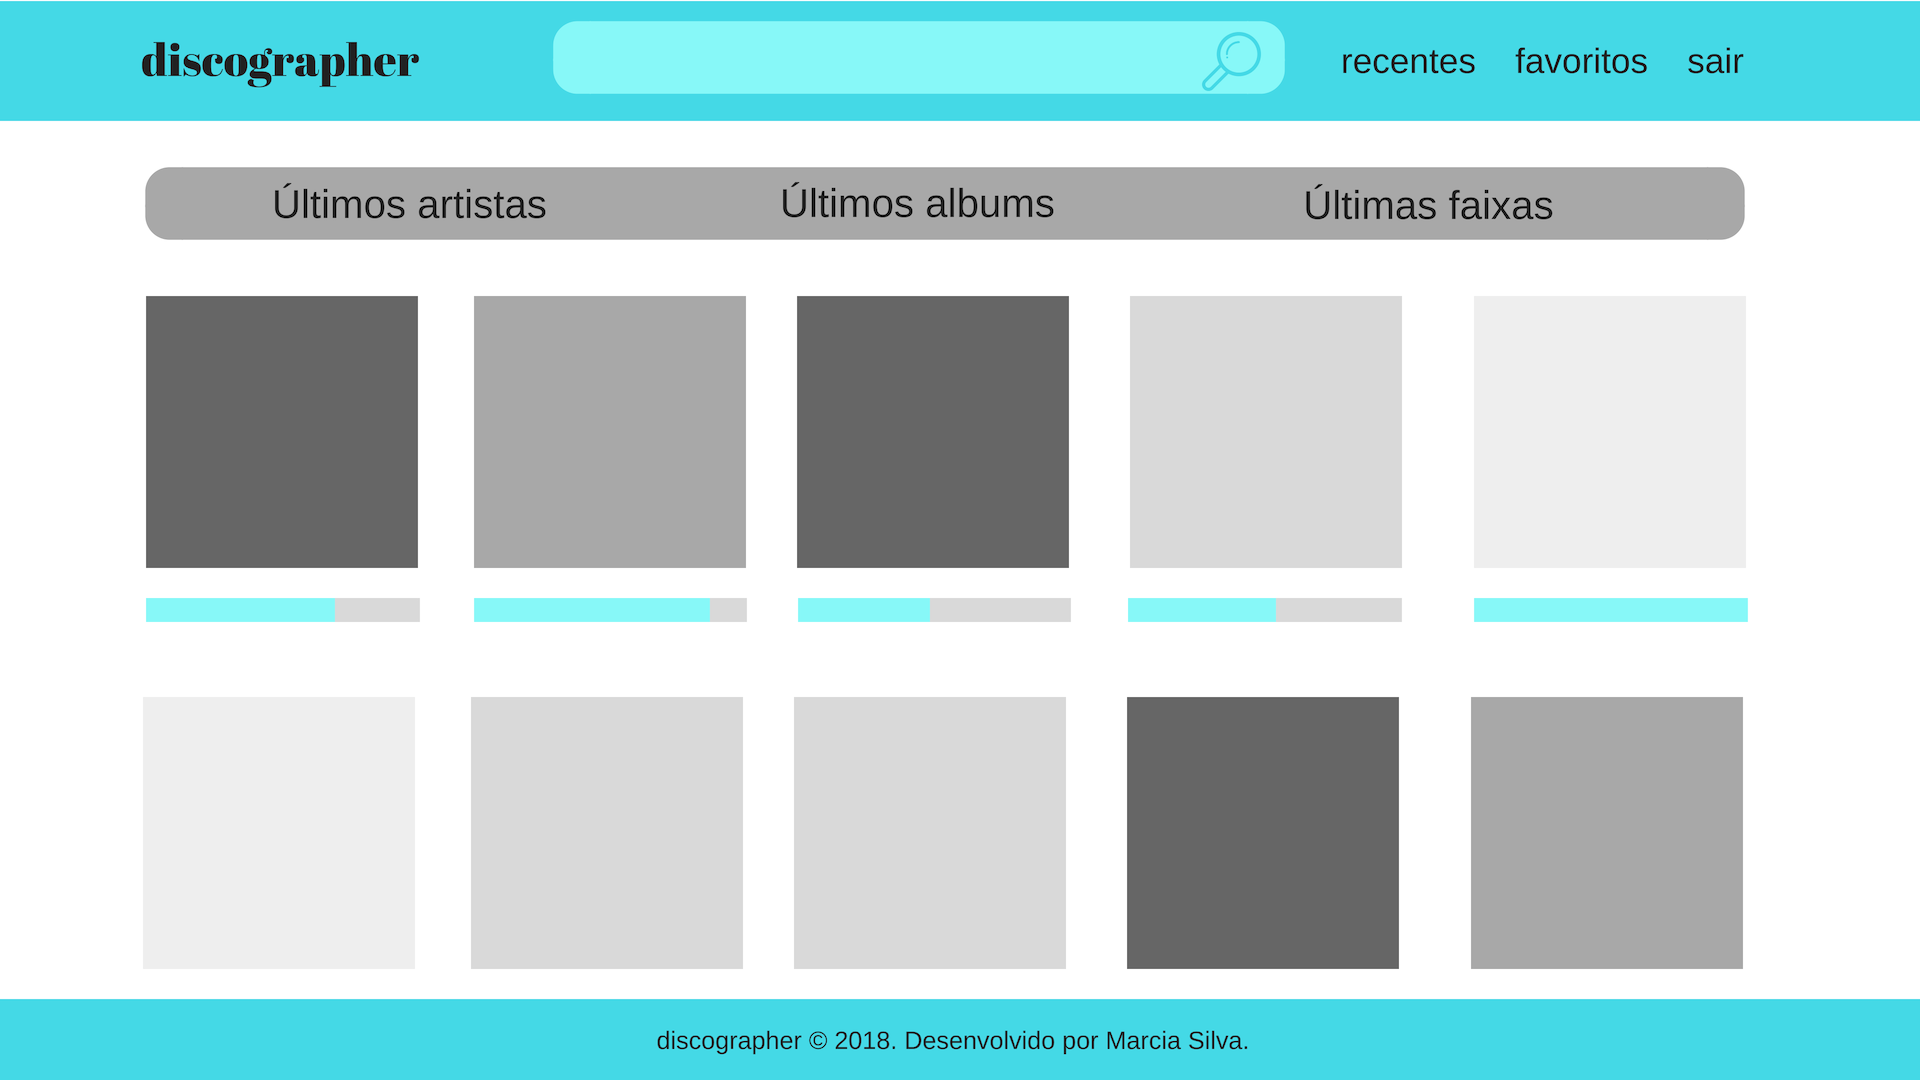 discographer
recentes favoritos sair
Últimos artistas Últimos albums Últimas faixas
discographer © 2018. Desenvolvido por Marcia Silva.